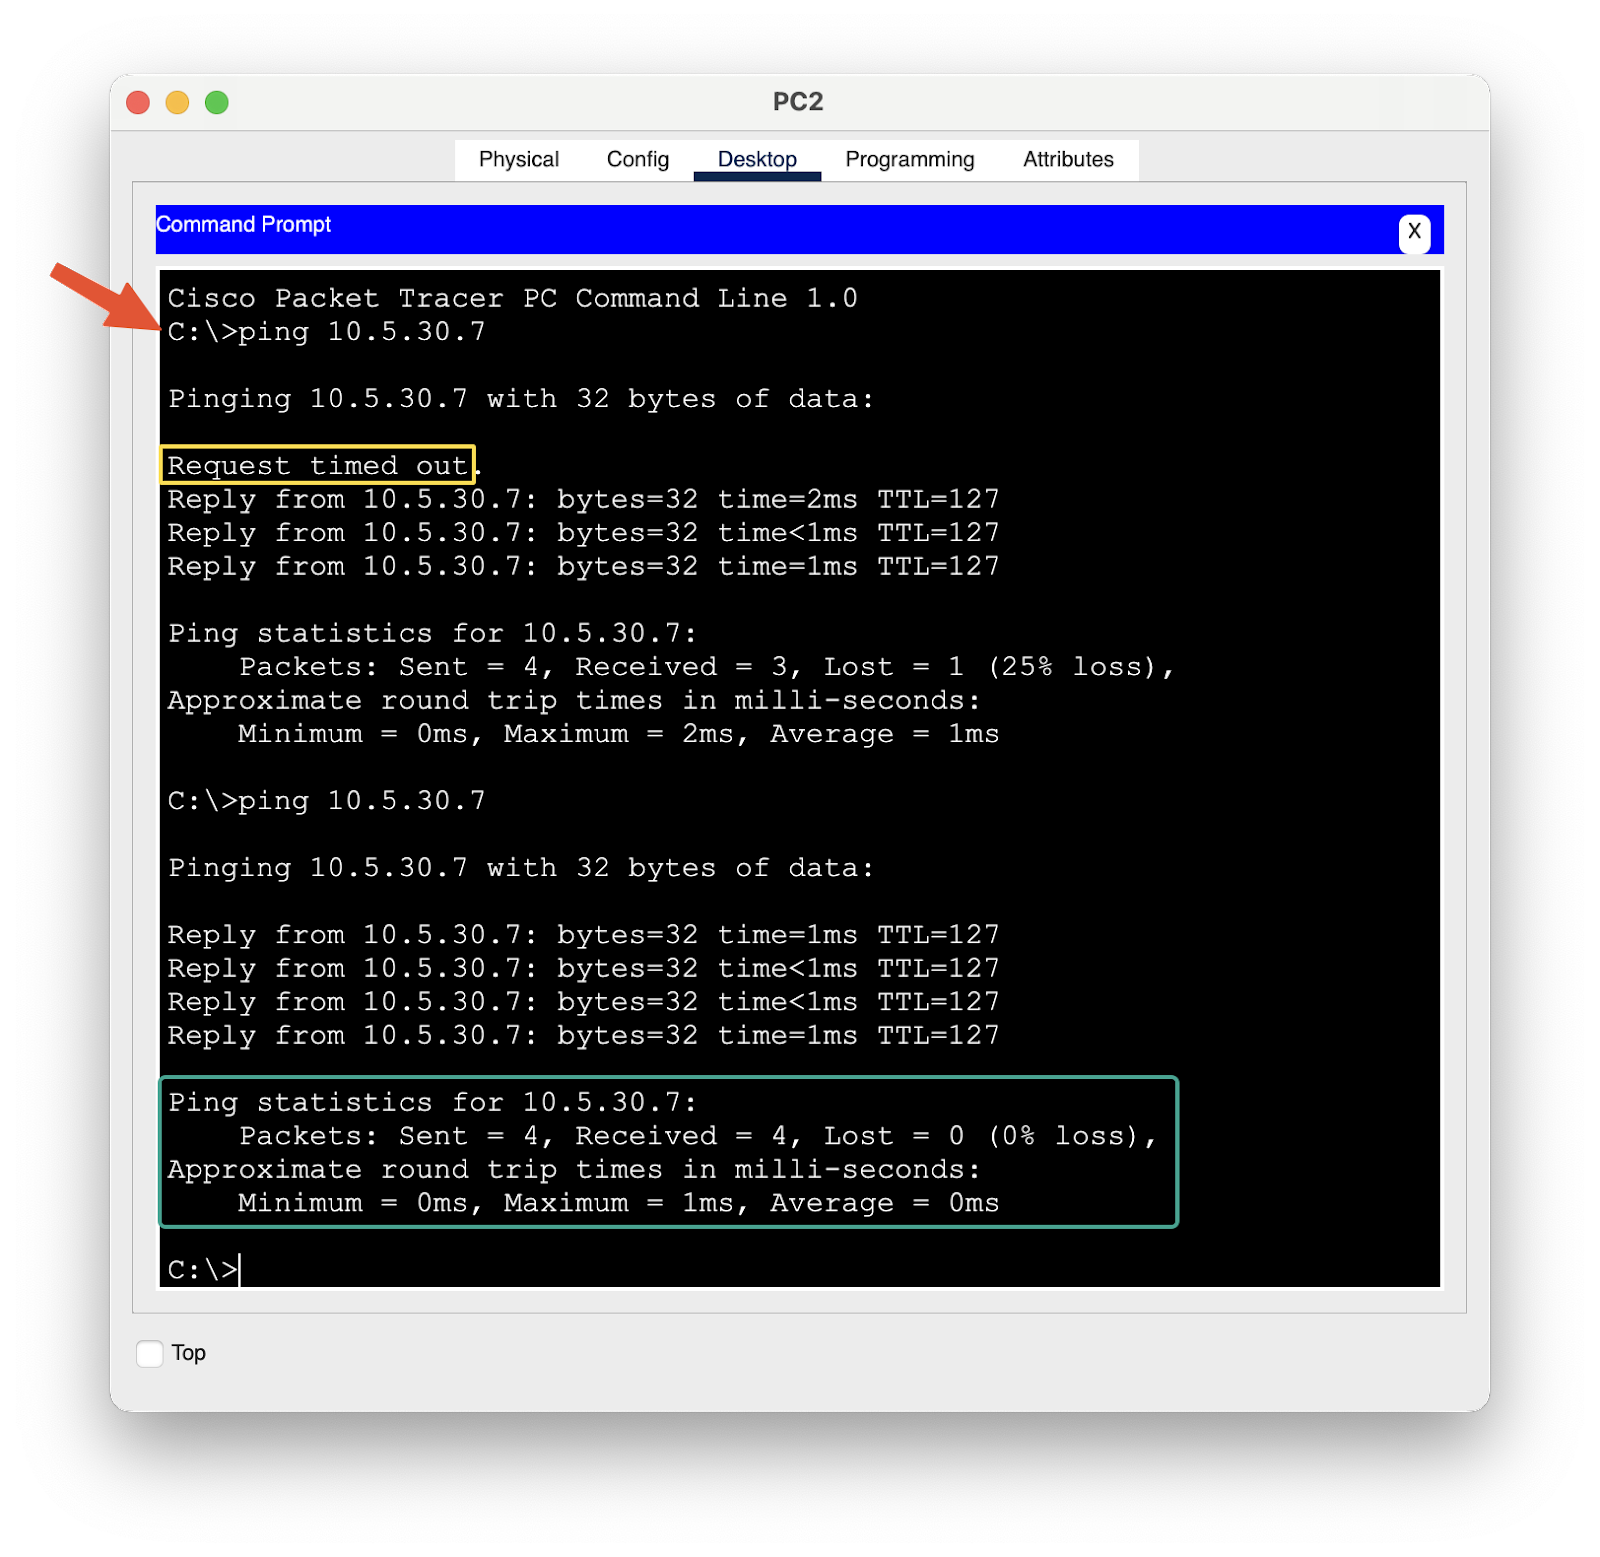 PC2
Physical Config Desktop Programming Attributes
Command Prompt X
Cisco Packet Tracer PC Command Line 1.0
C:\>ping 10.5.30.7
Pinging 10.5.30.7 with 32 bytes of data:
Request timed out.
Reply from 10.5.30.7: bytes=32 time=2ms TTL=127
Reply from 10.5.30.7: bytes=32 time<1ms TTL=127
Reply from 10.5.30.7: bytes=32 time=1ms TTL=127
Ping statistics for 10.5.30.7:
    Packets: Sent = 4, Received = 3, Lost = 1 (25% loss),
Approximate round trip times in milli-seconds:
    Minimum = 0ms, Maximum = 2ms, Average = 1ms
C:\>ping 10.5.30.7
Pinging 10.5.30.7 with 32 bytes of data:
Reply from 10.5.30.7: bytes=32 time=1ms TTL=127
Reply from 10.5.30.7: bytes=32 time<1ms TTL=127
Reply from 10.5.30.7: bytes=32 time<1ms TTL=127
Reply from 10.5.30.7: bytes=32 time=1ms TTL=127
Ping statistics for 10.5.30.7:
    Packets: Sent = 4, Received = 4, Lost = 0 (0% loss),
Approximate round trip times in milli-seconds:
    Minimum = 0ms, Maximum = 1ms, Average = 0ms
C:\>
Top